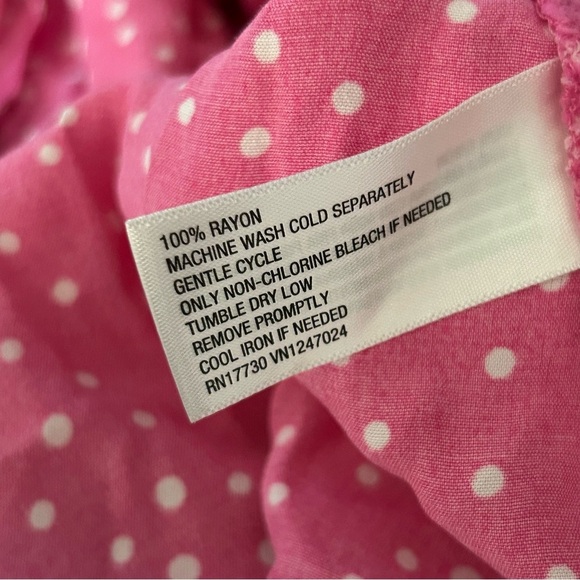 100% RAYON
MACHINE WASH COLD SEPARATELY
GENTLE CYCLE
ONLY NON-CHLORINE BLEACH IF NEEDED
TUMBLE DRY LOW
REMOVE PROMPTLY
COOL IRON IF NEEDED
RN17730 VN1247024